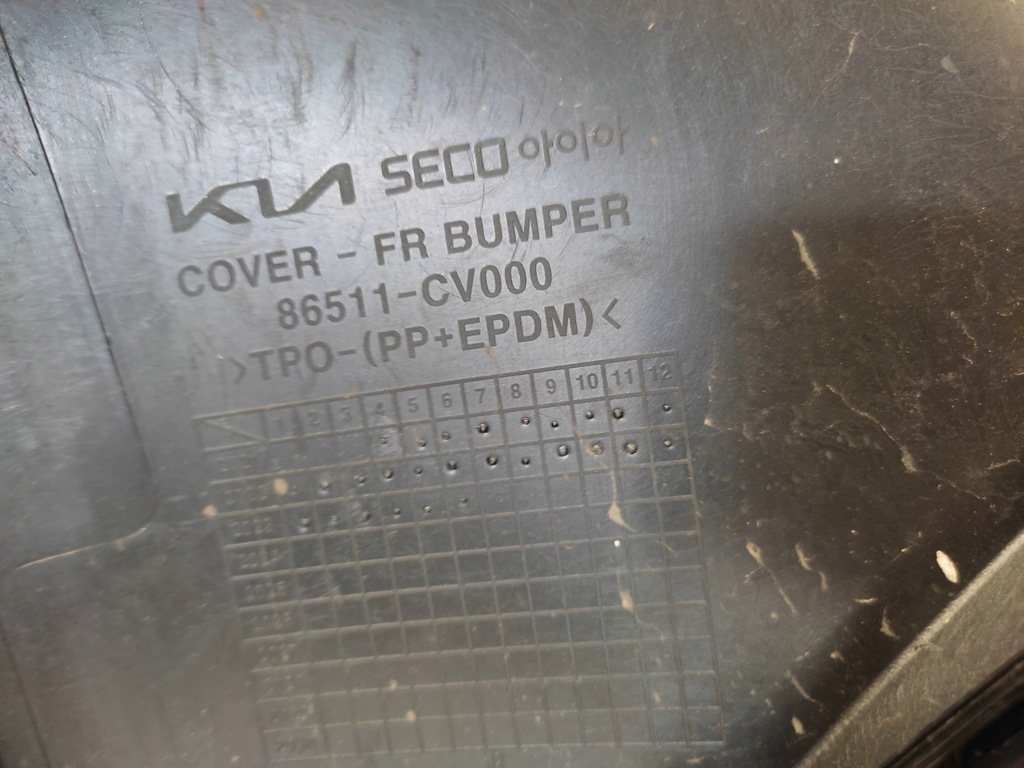 KIA SECO 아이아
COVER - FR BUMPER
86511-CV000
>TPO-(PP+EPDM)<
1 2 3 4 5 6 7 8 9 10 11 12